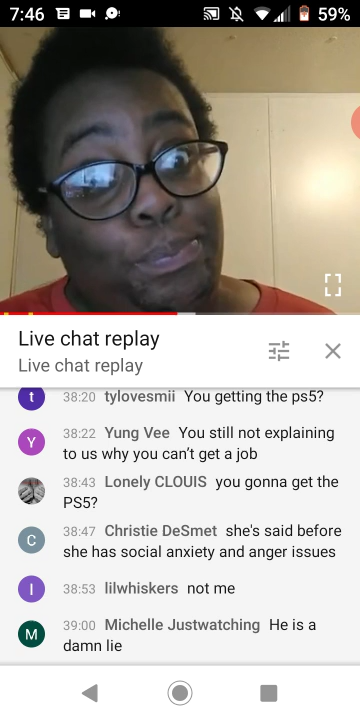 7:46 59%
Live chat replay
Live chat replay
t 38:20 tylovesmii You getting the ps5?
Y 38:22 Yung Vee You still not explaining
to us why you can't get a job
38:43 Lonely CLOUIS you gonna get the
PS5?
C 38:47 Christie DeSmet she's said before
she has social anxiety and anger issues
l 38:53 lilwhiskers not me
M 39:00 Michelle Justwatching He is a
damn lie